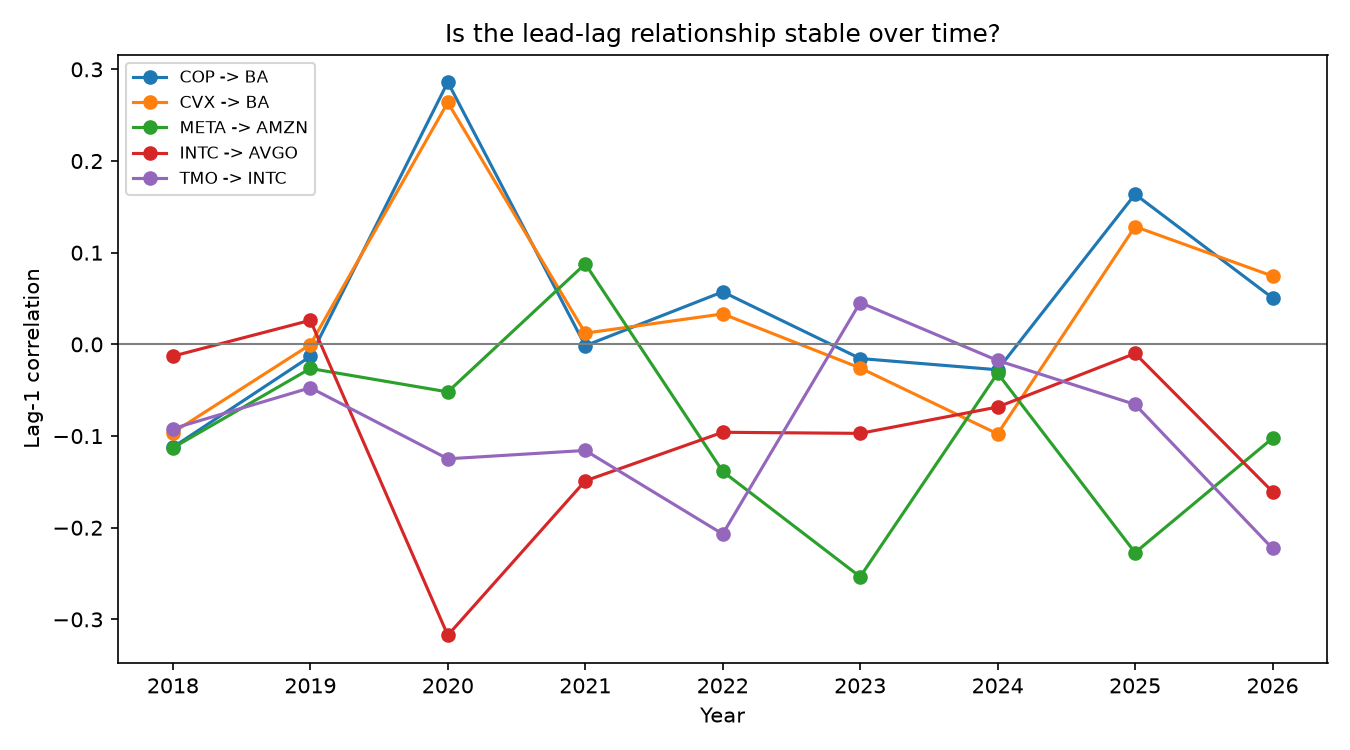 Is the lead-lag relationship stable over time?
COP -> BA
CVX -> BA
META -> AMZN
INTC -> AVGO
TMO -> INTC
0.3
0.2
0.1
0.0
−0.1
−0.2
−0.3
Lag-1 correlation
2018 2019 2020 2021 2022 2023 2024 2025 2026
Year